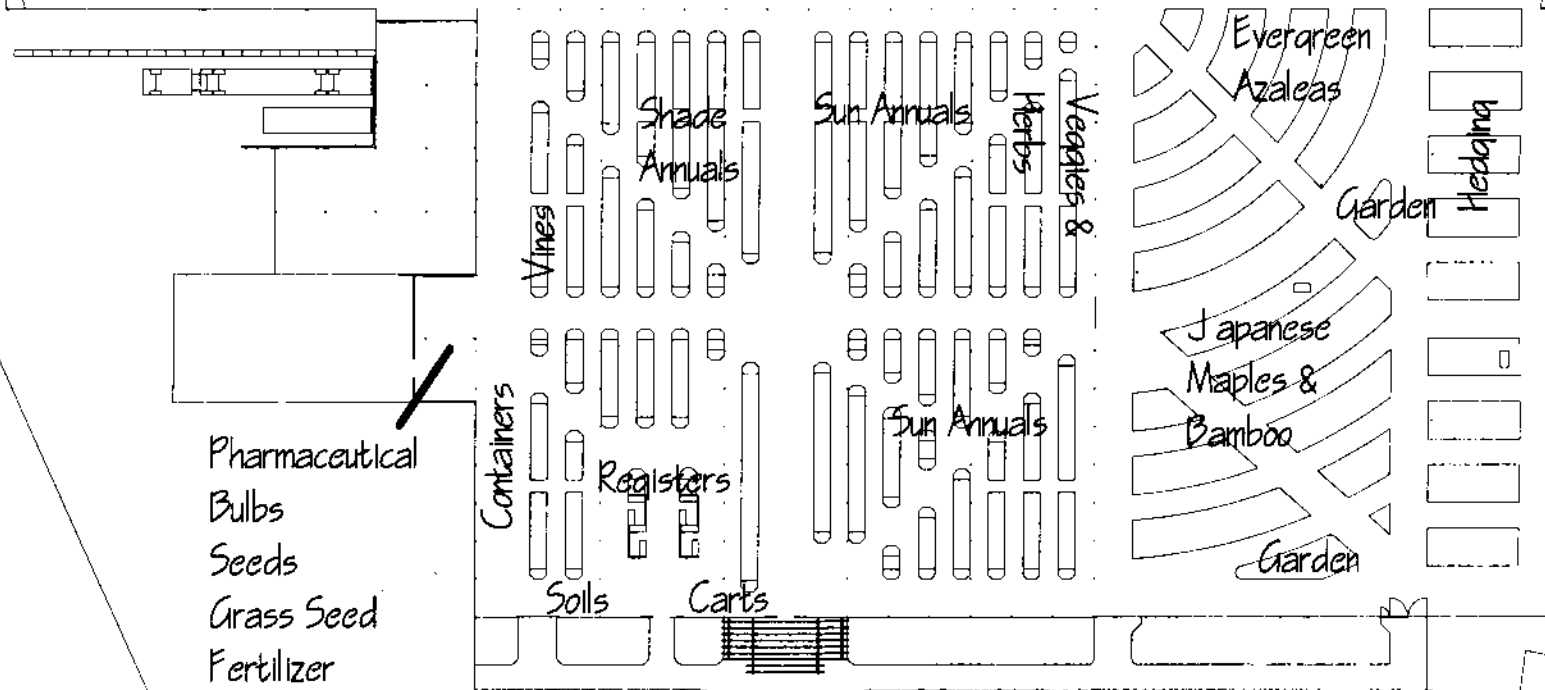 Evergreen
Azaleas
Shade
Annuals
Sun Annuals
Herbs
Veggies &
Hedging
Garden
Vines
Japanese
Maples &
Bamboo
Containers
Sun Annuals
Registers
Pharmaceutical
Bulbs
Seeds
Grass Seed
Fertilizer
Garden
Soils
Carts